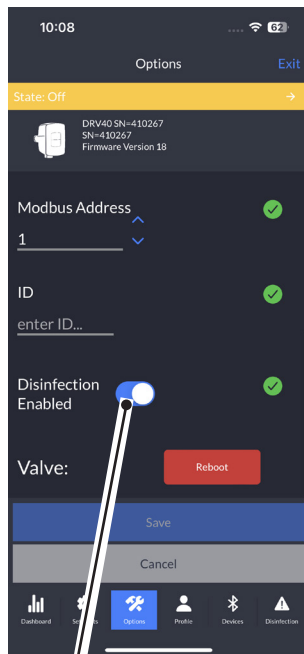 10:08
62
Options
Exit
State: Off
DRV40 SN=410267
SN=410267
Firmware Version 18
Modbus Address
1
ID
enter ID...
Disinfection
Enabled
Valve:
Reboot
Save
Cancel
Dashboard
Options
Profile
Devices
Disinfection